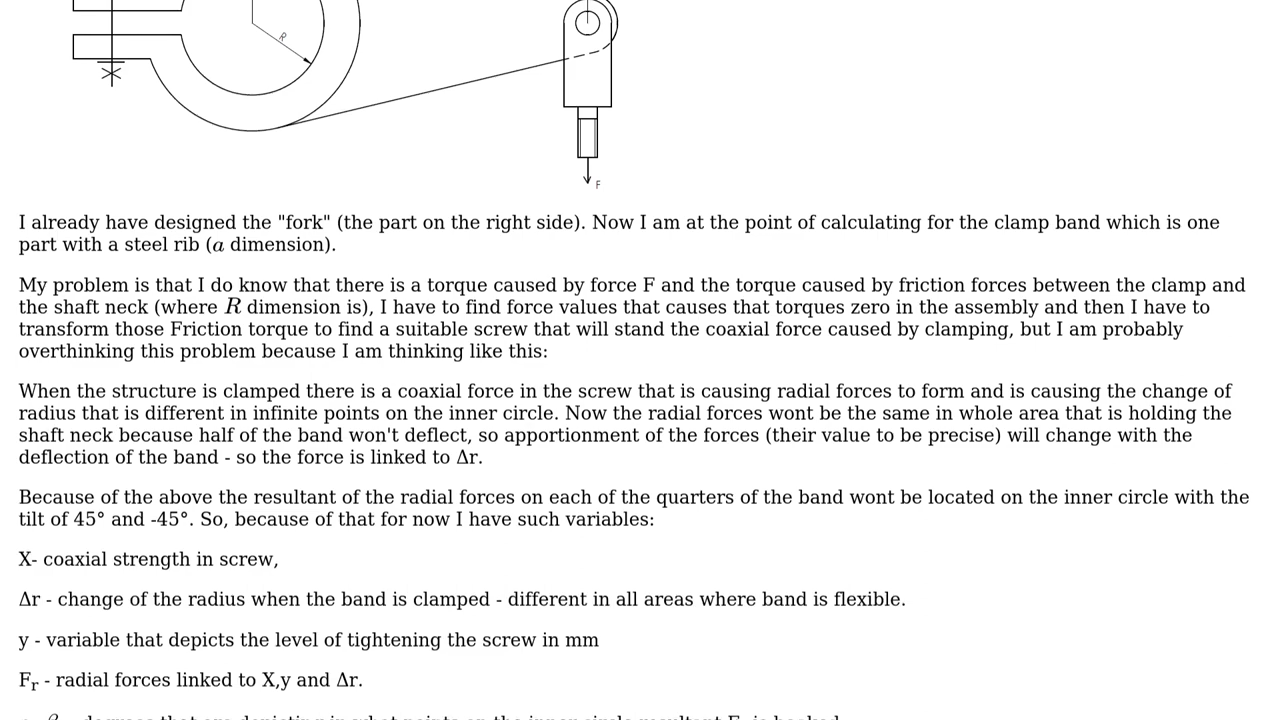 R
F
I already have designed the "fork" (the part on the right side). Now I am at the point of calculating for the clamp band which is one
part with a steel rib (a dimension).
My problem is that I do know that there is a torque caused by force F and the torque caused by friction forces between the clamp and
the shaft neck (where R dimension is), I have to find force values that causes that torques zero in the assembly and then I have to
transform those Friction torque to find a suitable screw that will stand the coaxial force caused by clamping, but I am probably
overthinking this problem because I am thinking like this:
When the structure is clamped there is a coaxial force in the screw that is causing radial forces to form and is causing the change of
radius that is different in infinite points on the inner circle. Now the radial forces wont be the same in whole area that is holding the
shaft neck because half of the band won't deflect, so apportionment of the forces (their value to be precise) will change with the
deflection of the band - so the force is linked to Δr.
Because of the above the resultant of the radial forces on each of the quarters of the band wont be located on the inner circle with the
tilt of 45° and -45°. So, because of that for now I have such variables:
X- coaxial strength in screw,
Δr - change of the radius when the band is clamped - different in all areas where band is flexible.
y - variable that depicts the level of tightening the screw in mm
Fr - radial forces linked to X,y and Δr.